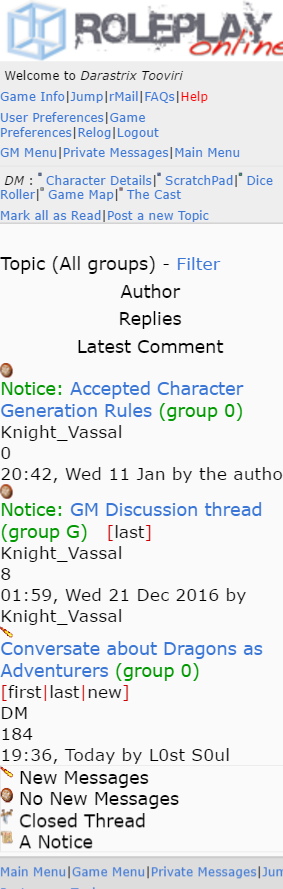 ROLEPLAY
online
Welcome to Darastrix Tooviri
Game Info|Jump|rMail|FAQs|Help
User Preferences|Game
Preferences|Relog|Logout
GM Menu|Private Messages|Main Menu
DM : Character Details| ScratchPad| Dice
Roller| Game Map| The Cast
Mark all as Read|Post a new Topic
Topic (All groups) - Filter
Author
Replies
Latest Comment
Notice: Accepted Character
Generation Rules (group 0)
Knight_Vassal
0
20:42, Wed 11 Jan by the autho
Notice: GM Discussion thread
(group G) [last]
Knight_Vassal
8
01:59, Wed 21 Dec 2016 by
Knight_Vassal
Conversate about Dragons as
Adventurers (group 0)
[first|last|new]
DM
184
19:36, Today by L0st S0ul
New Messages
No New Messages
Closed Thread
A Notice
Main Menu|Game Menu|Private Messages|Jum